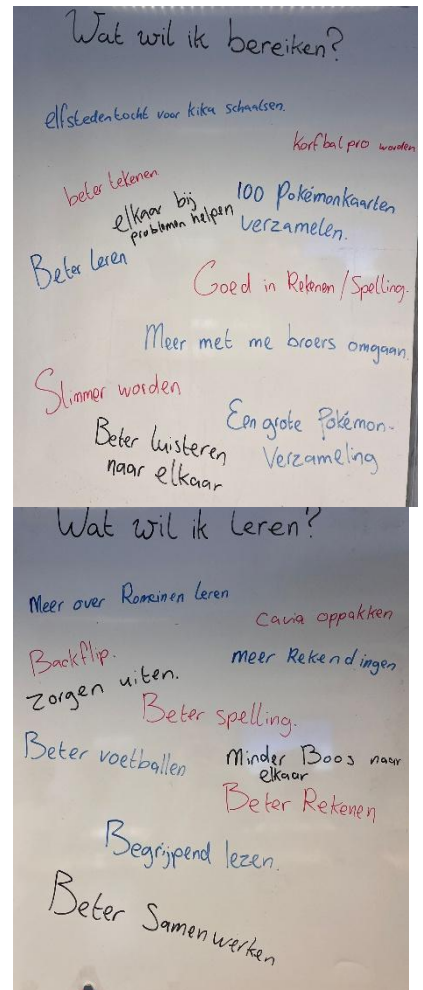 Wat wil ik bereiken?
elfstedentocht voor kika schaatsen.
korfbal pro worden
beter tekenen
elkaar bij
problemen helpen
100 Pokémonkaarten
verzamelen.
Beter leren
Goed in Rekenen/Spelling.
Meer met me broers omgaan.
Slimmer worden
Een grote Pokémon-
verzameling
Beter luisteren
naar elkaar
Wat wil ik leren?
Meer over Romeinen leren
Cavia oppakken
Backflip.
meer Rekendingen
Zorgen uiten.
Beter spelling.
Beter voetballen
Minder Boos naar
elkaar
Beter Rekenen
Begrijpend lezen.
Beter Samenwerken